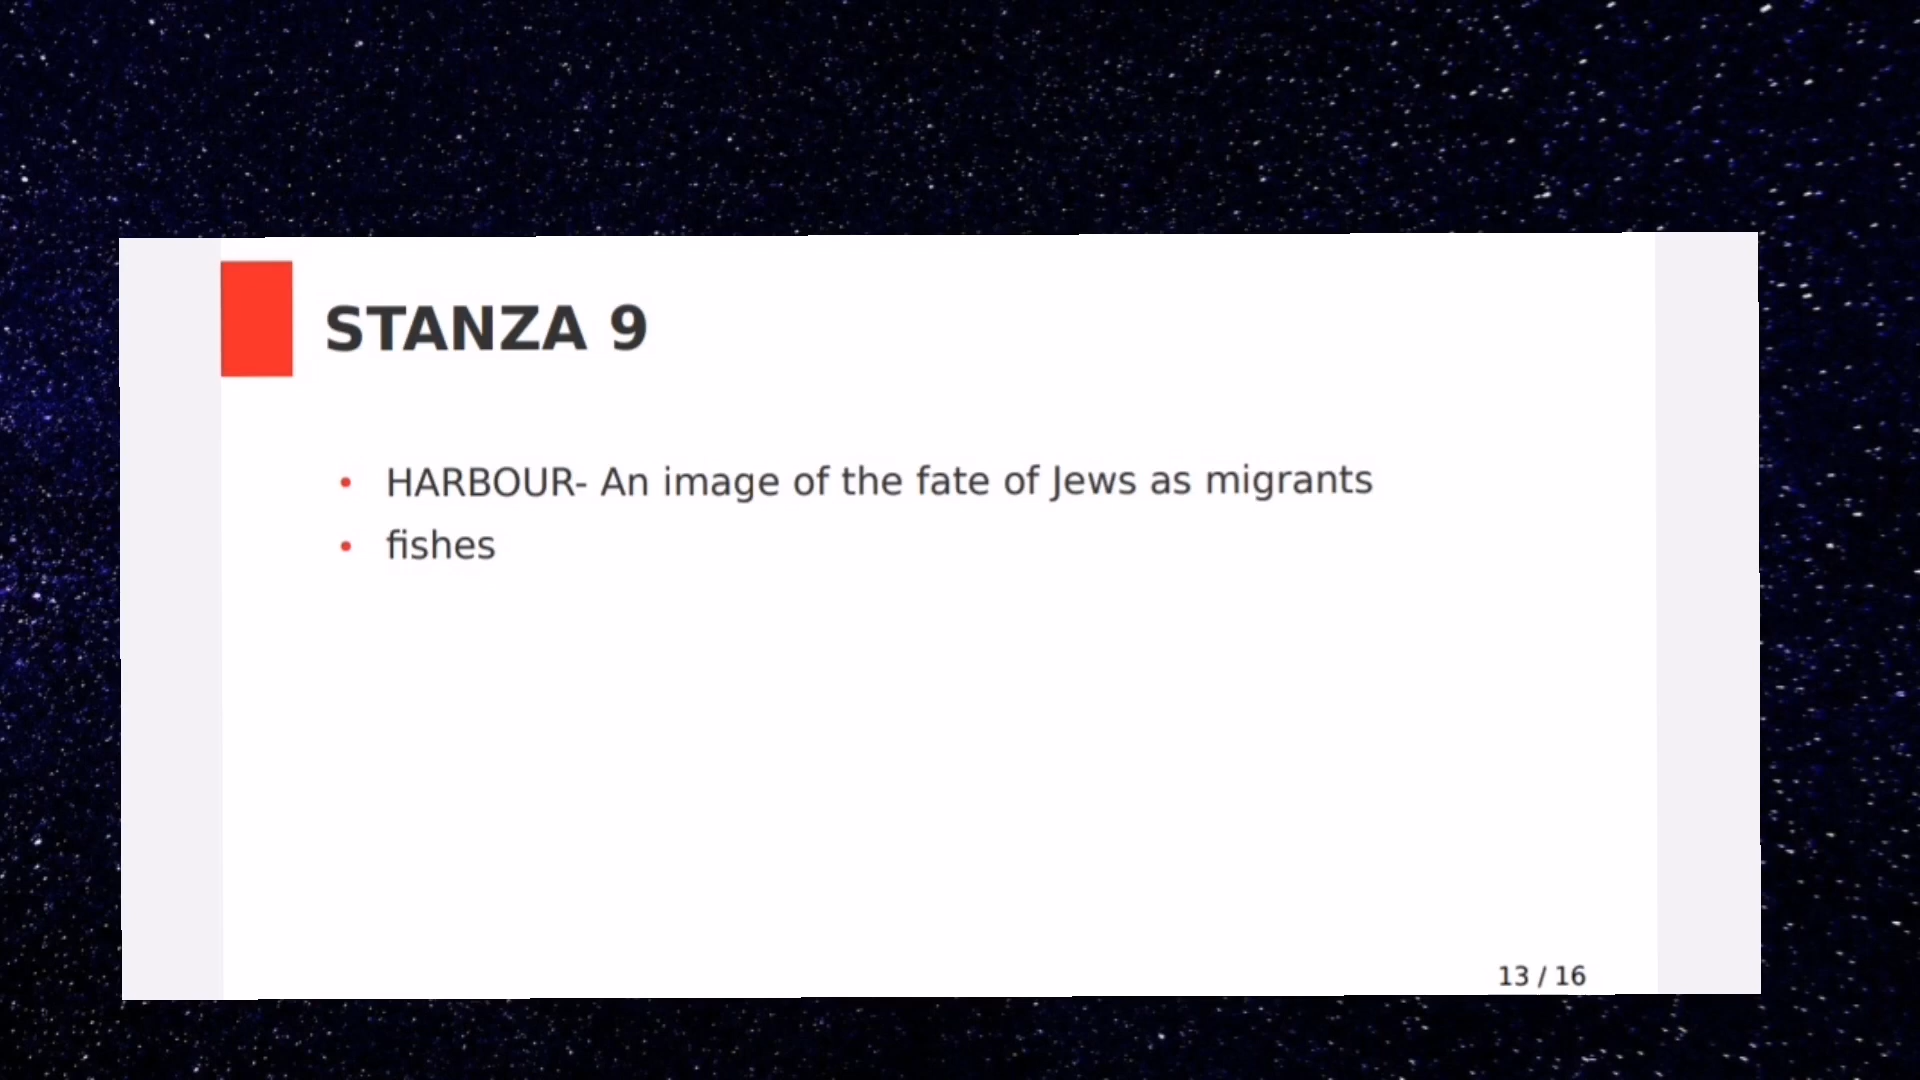 STANZA 9
• HARBOUR- An image of the fate of Jews as migrants
• fishes
13 / 16